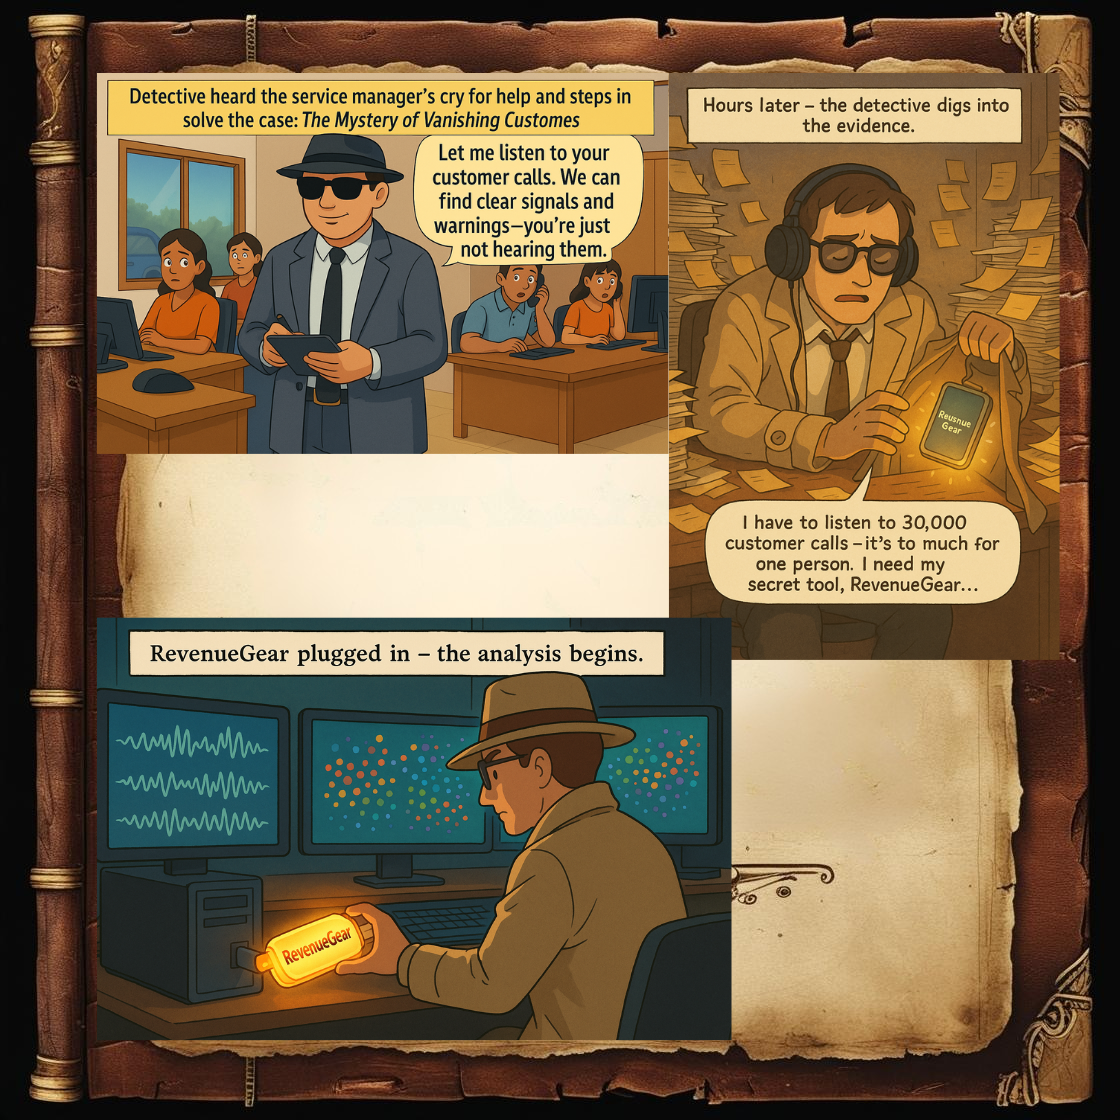 Detective heard the service manager's cry for help and steps in
solve the case: The Mystery of Vanishing Customes
Let me listen to your
customer calls. We can
find clear signals and
warnings—you're just
not hearing them.
Hours later – the detective digs into
the evidence.
Reusnue
Gear
I have to listen to 30,000
customer calls – it's to much for
one person. I need my
secret tool, RevenueGear...
RevenueGear plugged in – the analysis begins.
RevenueGear